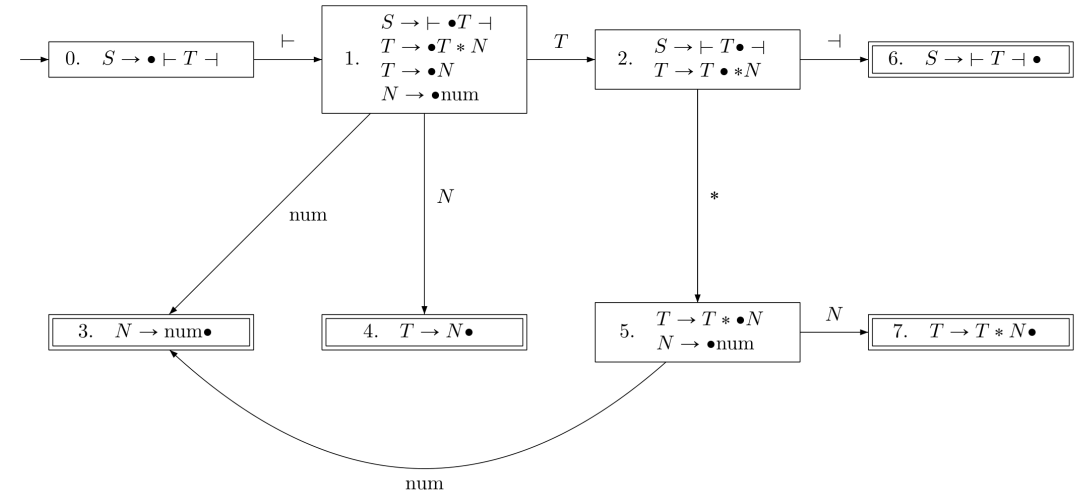 0. S → • ⊢ T ⊣
⊢
1. S → ⊢ •T ⊣
T → •T ∗ N
T → •N
N → •num
T
2. S → ⊢ T• ⊣
T → T • ∗N
⊣
6. S → ⊢ T ⊣ •
num
N
∗
3. N → num•
4. T → N•
5. T → T ∗ •N
N → •num
N
7. T → T ∗ N•
num